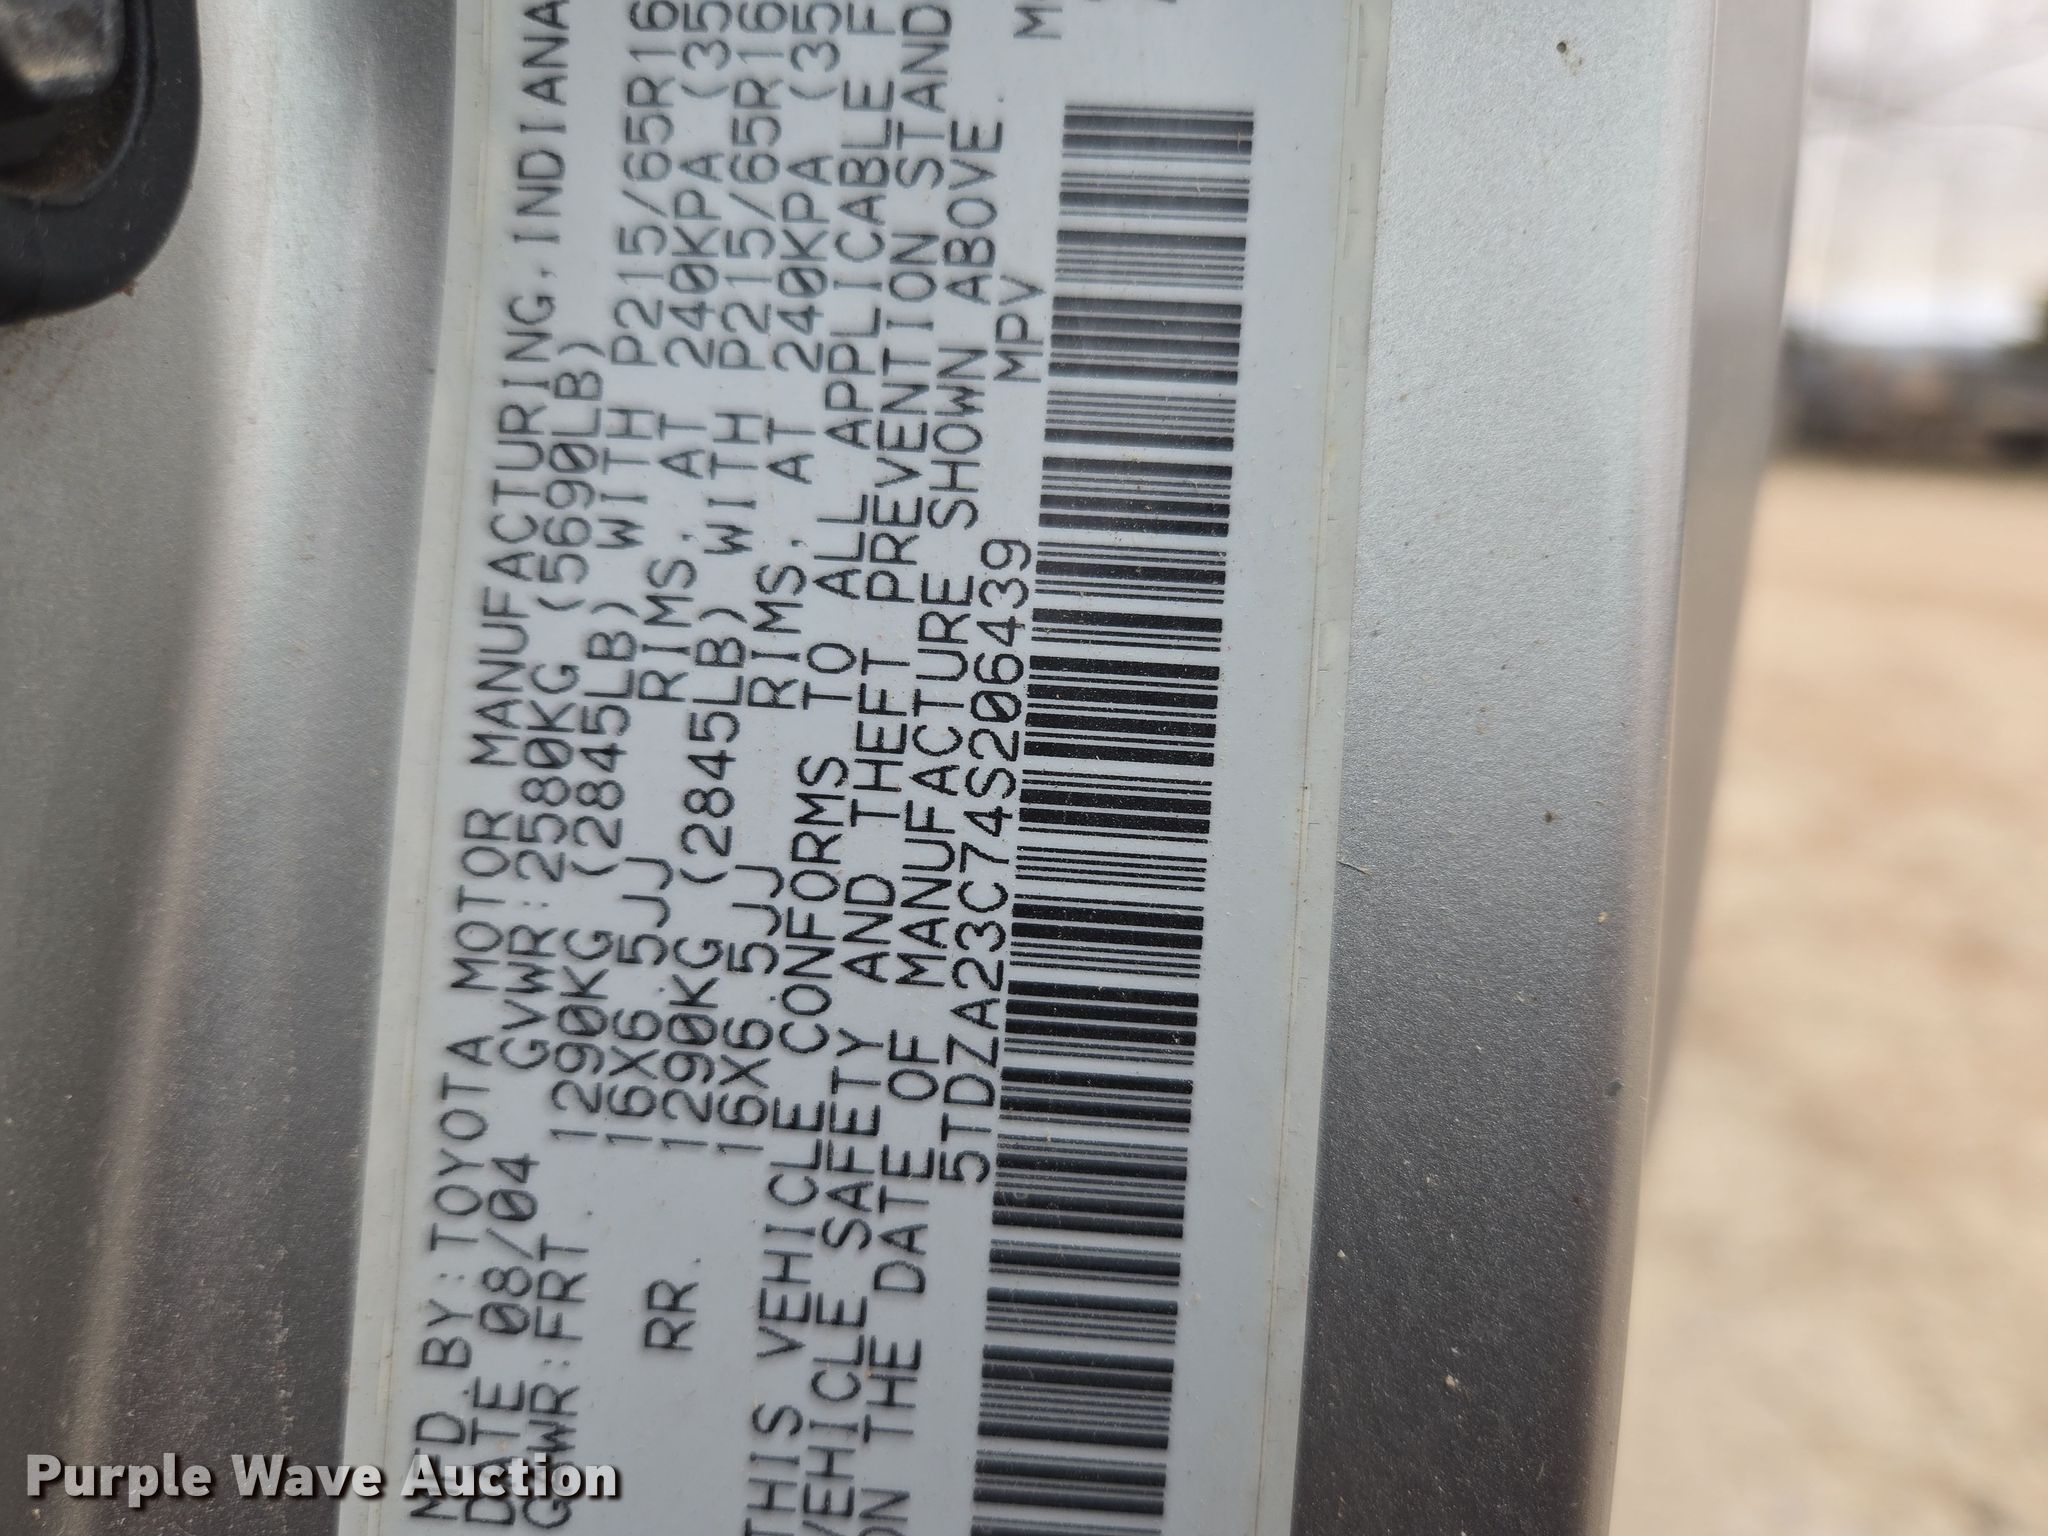 MFD.BY:TOYOTA MOTOR MANUFACTURING,INDIANA
DATE 08/04 GVWR:2580KG (5690LB)
GAWR:FRT. 1290KG (2845LB) WITH P215/65R16
16X6.5JJ RIMS, AT 240KPA (35
RR. 1290KG (2845LB) WITH P215/65R16
16X6.5JJ RIMS, AT 240KPA (35
THIS VEHICLE CONFORMS TO ALL APPLICABLE F
VEHICLE SAFETY AND THEFT PREVENTION STAND
ON THE DATE OF MANUFACTURE SHOWN ABOVE.
5TDZA23C74S206439 MPV
Purple Wave Auction